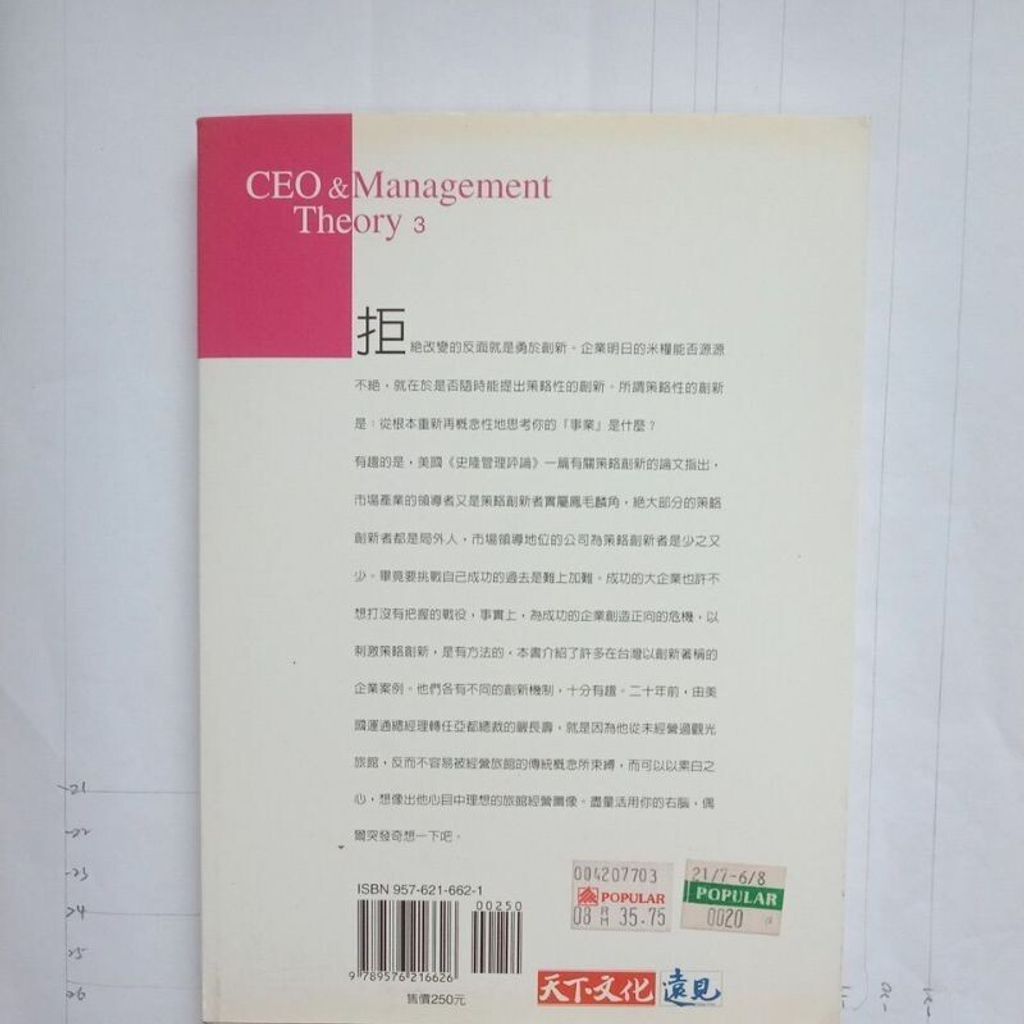 CEO & Management
Theory 3
拒絕改變的反面就是勇於創新。企業明日的米糧能否源源
不絕,就在於是否隨時能提出策略性的創新。所謂策略性的創新
是:從根本重新再概念性地思考你的「事業」是什麼?
有趣的是,美國《史隆管理評論》一篇有關策略創新的論文指出,
市場產業的領導者又是策略創新者實屬鳳毛麟角,絕大部分的策略
創新者都是局外人,市場領導地位的公司為策略創新者是少之又
少。畢竟要挑戰自己成功的過去是難上加難。成功的大企業也許不
想打沒有把握的戰役,事實上,為成功的企業創造正向的危機,以
刺激策略創新,是有方法的,本書介紹了許多在台灣以創新著稱的
企業案例。他們各有不同的創新機制,十分有趣。二十年前,由美
國運通總經理轉任亞都總裁的嚴長壽,就是因為他從未經營過觀光
旅館,反而不容易被經營旅館的傳統概念所束縛,而可以以素白之
心,想像出他心目中理想的旅館經營圖像。盡量活用你的右腦,偶
爾突發奇想一下吧。
ISBN 957-621-662-1
00250
9 789576 216626
售價250元
004207703
POPULAR
08 RM 35.75
21/7-6/8
POPULAR
0020
天下文化 遠見
21
22
23
24
25
26